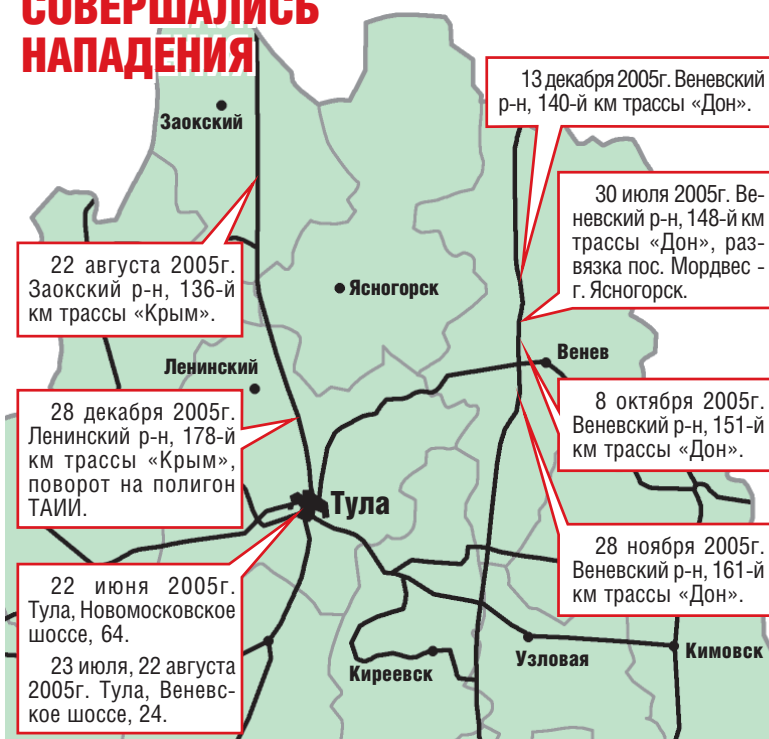 СОВЕРШАЛИСЬ
НАПАДЕНИЯ
13 декабря 2005г. Веневский
р-н, 140-й км трассы «Дон».
Заокский
30 июля 2005г. Ве-
невский р-н, 148-й км
трассы «Дон», раз-
вязка пос. Мордвес -
г. Ясногорск.
22 августа 2005г.
Заокский р-н, 136-й
км трассы «Крым».
Ясногорск
Венев
Ленинский
8 октября 2005г.
Веневский р-н, 151-й
км трассы «Дон».
28 декабря 2005г.
Ленинский р-н, 178-й
км трассы «Крым»,
поворот на полигон
ТАИИ.
Тула
28 ноября 2005г.
Веневский р-н, 161-й
км трассы «Дон».
22 июня 2005г.
Тула, Новомосковское
шоссе, 64.
23 июля, 22 августа
2005г. Тула, Веневс-
кое шоссе, 24.
Киреевск
Узловая
Кимовск